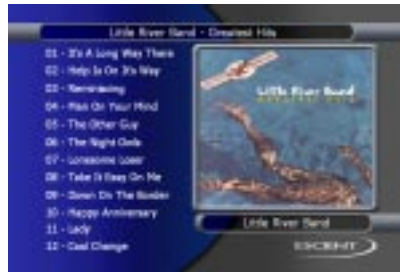 Little River Band - Greatest Hits
01 - It's A Long Way There
02 - Help Is On It's Way
03 - Reminiscing
04 - Man On Your Mind
05 - The Other Guy
06 - The Night Owls
07 - Lonesome Loser
08 - Take It Easy On Me
09 - Down On The Border
10 - Happy Anniversary
11 - Lady
12 - Cool Change
Little River Band
GREATEST HITS
Little River Band
ESCIENT